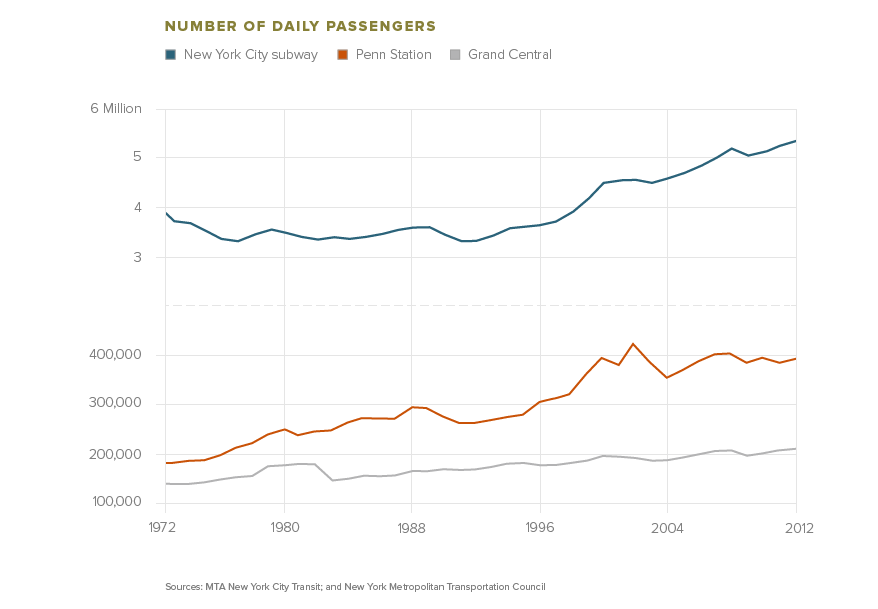 NUMBER OF DAILY PASSENGERS
New York City subway Penn Station Grand Central
6 Million
5
4
3
400,000
300,000
200,000
100,000
1972 1980 1988 1996 2004 2012
Sources: MTA New York City Transit; and New York Metropolitan Transportation Council